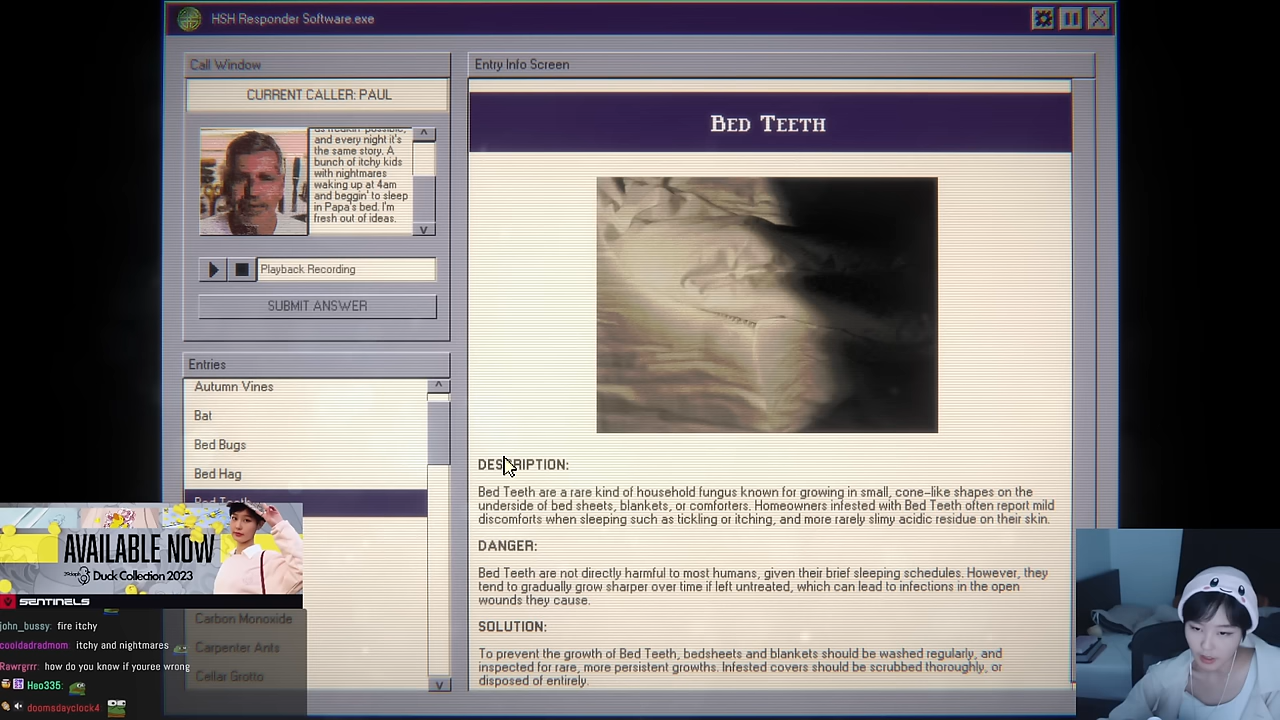 HSH Responder Software.exe
Call Window
CURRENT CALLER: PAUL
as freakin' possible,
and every night it's
the same story. A
bunch of itchy kids
with nightmares
waking up at 4am
and beggin' to sleep
in Papa's bed. I'm
fresh out of ideas.
Playback Recording
SUBMIT ANSWER
Entries
Autumn Vines
Bat
Bed Bugs
Bed Hag
Bed Teeth
Carbon Monoxide
Carpenter Ants
Cellar Grotto
Entry Info Screen
BED TEETH
DESCRIPTION:
Bed Teeth are a rare kind of household fungus known for growing in small, cone-like shapes on the
underside of bed sheets, blankets, or comforters. Homeowners infested with Bed Teeth often report mild
discomforts when sleeping such as tickling or itching, and more rarely slimy acidic residue on their skin.
DANGER:
Bed Teeth are not directly harmful to most humans, given their brief sleeping schedules. However, they
tend to gradually grow sharper over time if left untreated, which can lead to infections in the open
wounds they cause.
SOLUTION:
To prevent the growth of Bed Teeth, bedsheets and blankets should be washed regularly, and
inspected for rare, more persistent growths. Infested covers should be scrubbed thoroughly, or
disposed of entirely.
AVAILABLE NOW
Duck Collection 2023
SENTINELS
john_bussy: fire itchy
cooldadradmom: itchy and nightmares
Rawrgrrr: how do you know if youree wrong
Heo335:
doomsdayclock4: